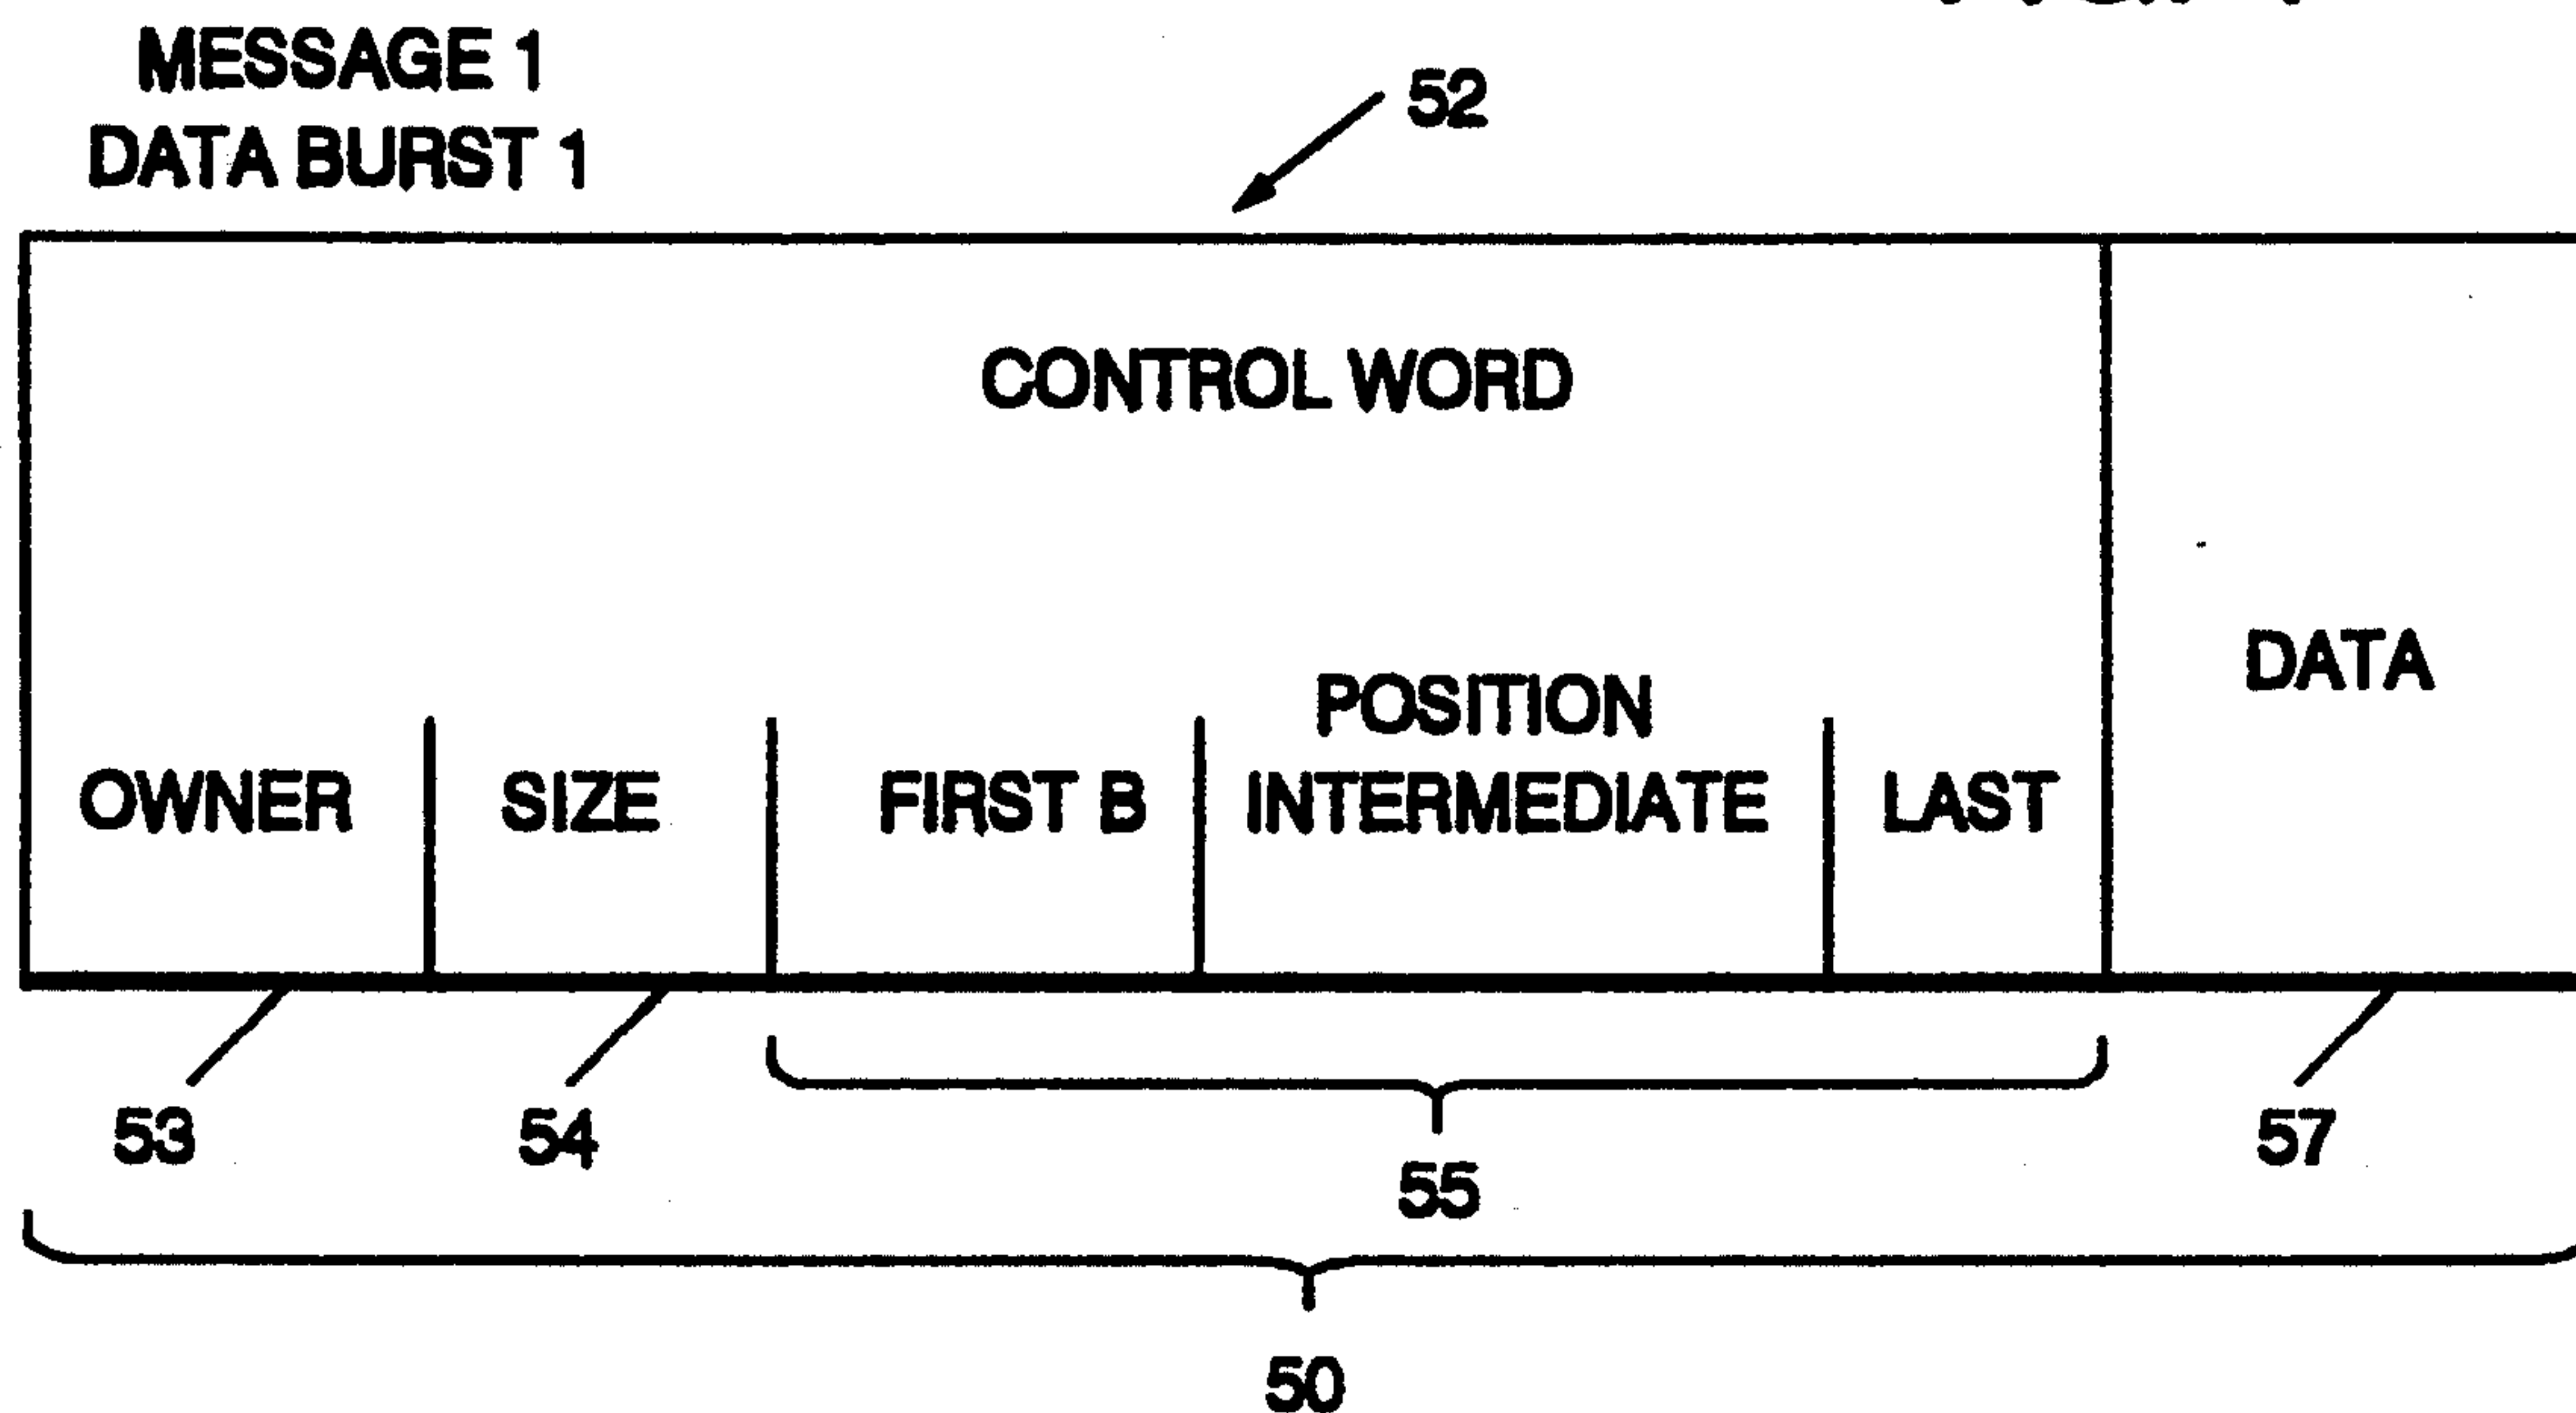 MESSAGE 1
DATA BURST 1
52
CONTROL WORD
DATA
POSITION
OWNER SIZE FIRST B INTERMEDIATE LAST
53 54 55 57
50